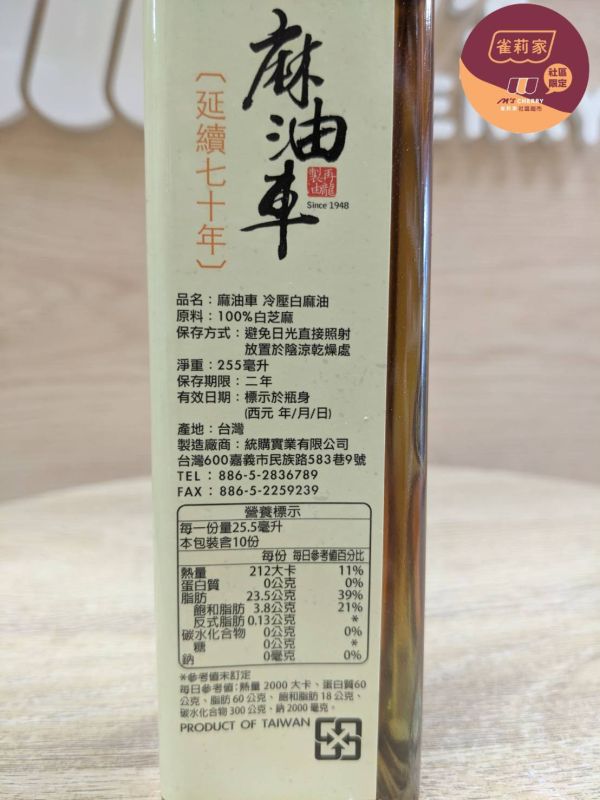 雀莉家
M's CHERRY
社區
限定
麻油車
〔延續七十年〕
再龍
製油
Since 1948
品名：麻油車 冷壓白麻油
原料：100%白芝麻
保存方式：避免日光直接照射
放置於陰涼乾燥處
淨重：255毫升
保存期限：二年
有效日期：標示於瓶身
(西元 年/月/日)
產地：台灣
製造廠商：統購實業有限公司
台灣600嘉義市民族路583巷9號
TEL：886-5-2836789
FAX：886-5-2259239
營養標示
每一份量25.5毫升
本包裝含10份
每份 每日參考值百分比
熱量 212大卡 11%
蛋白質 0公克 0%
脂肪 23.5公克 39%
飽和脂肪 3.8公克 21%
反式脂肪 0.13公克 *
碳水化合物 0公克 0%
糖 0公克 *
鈉 0毫克 0%
*參考值未訂定
每日參考值:熱量 2000 大卡、蛋白質60
公克、脂肪 60 公克、飽和脂肪 18 公克、
碳水化合物 300 公克、鈉 2000 毫克。
PRODUCT OF TAIWAN